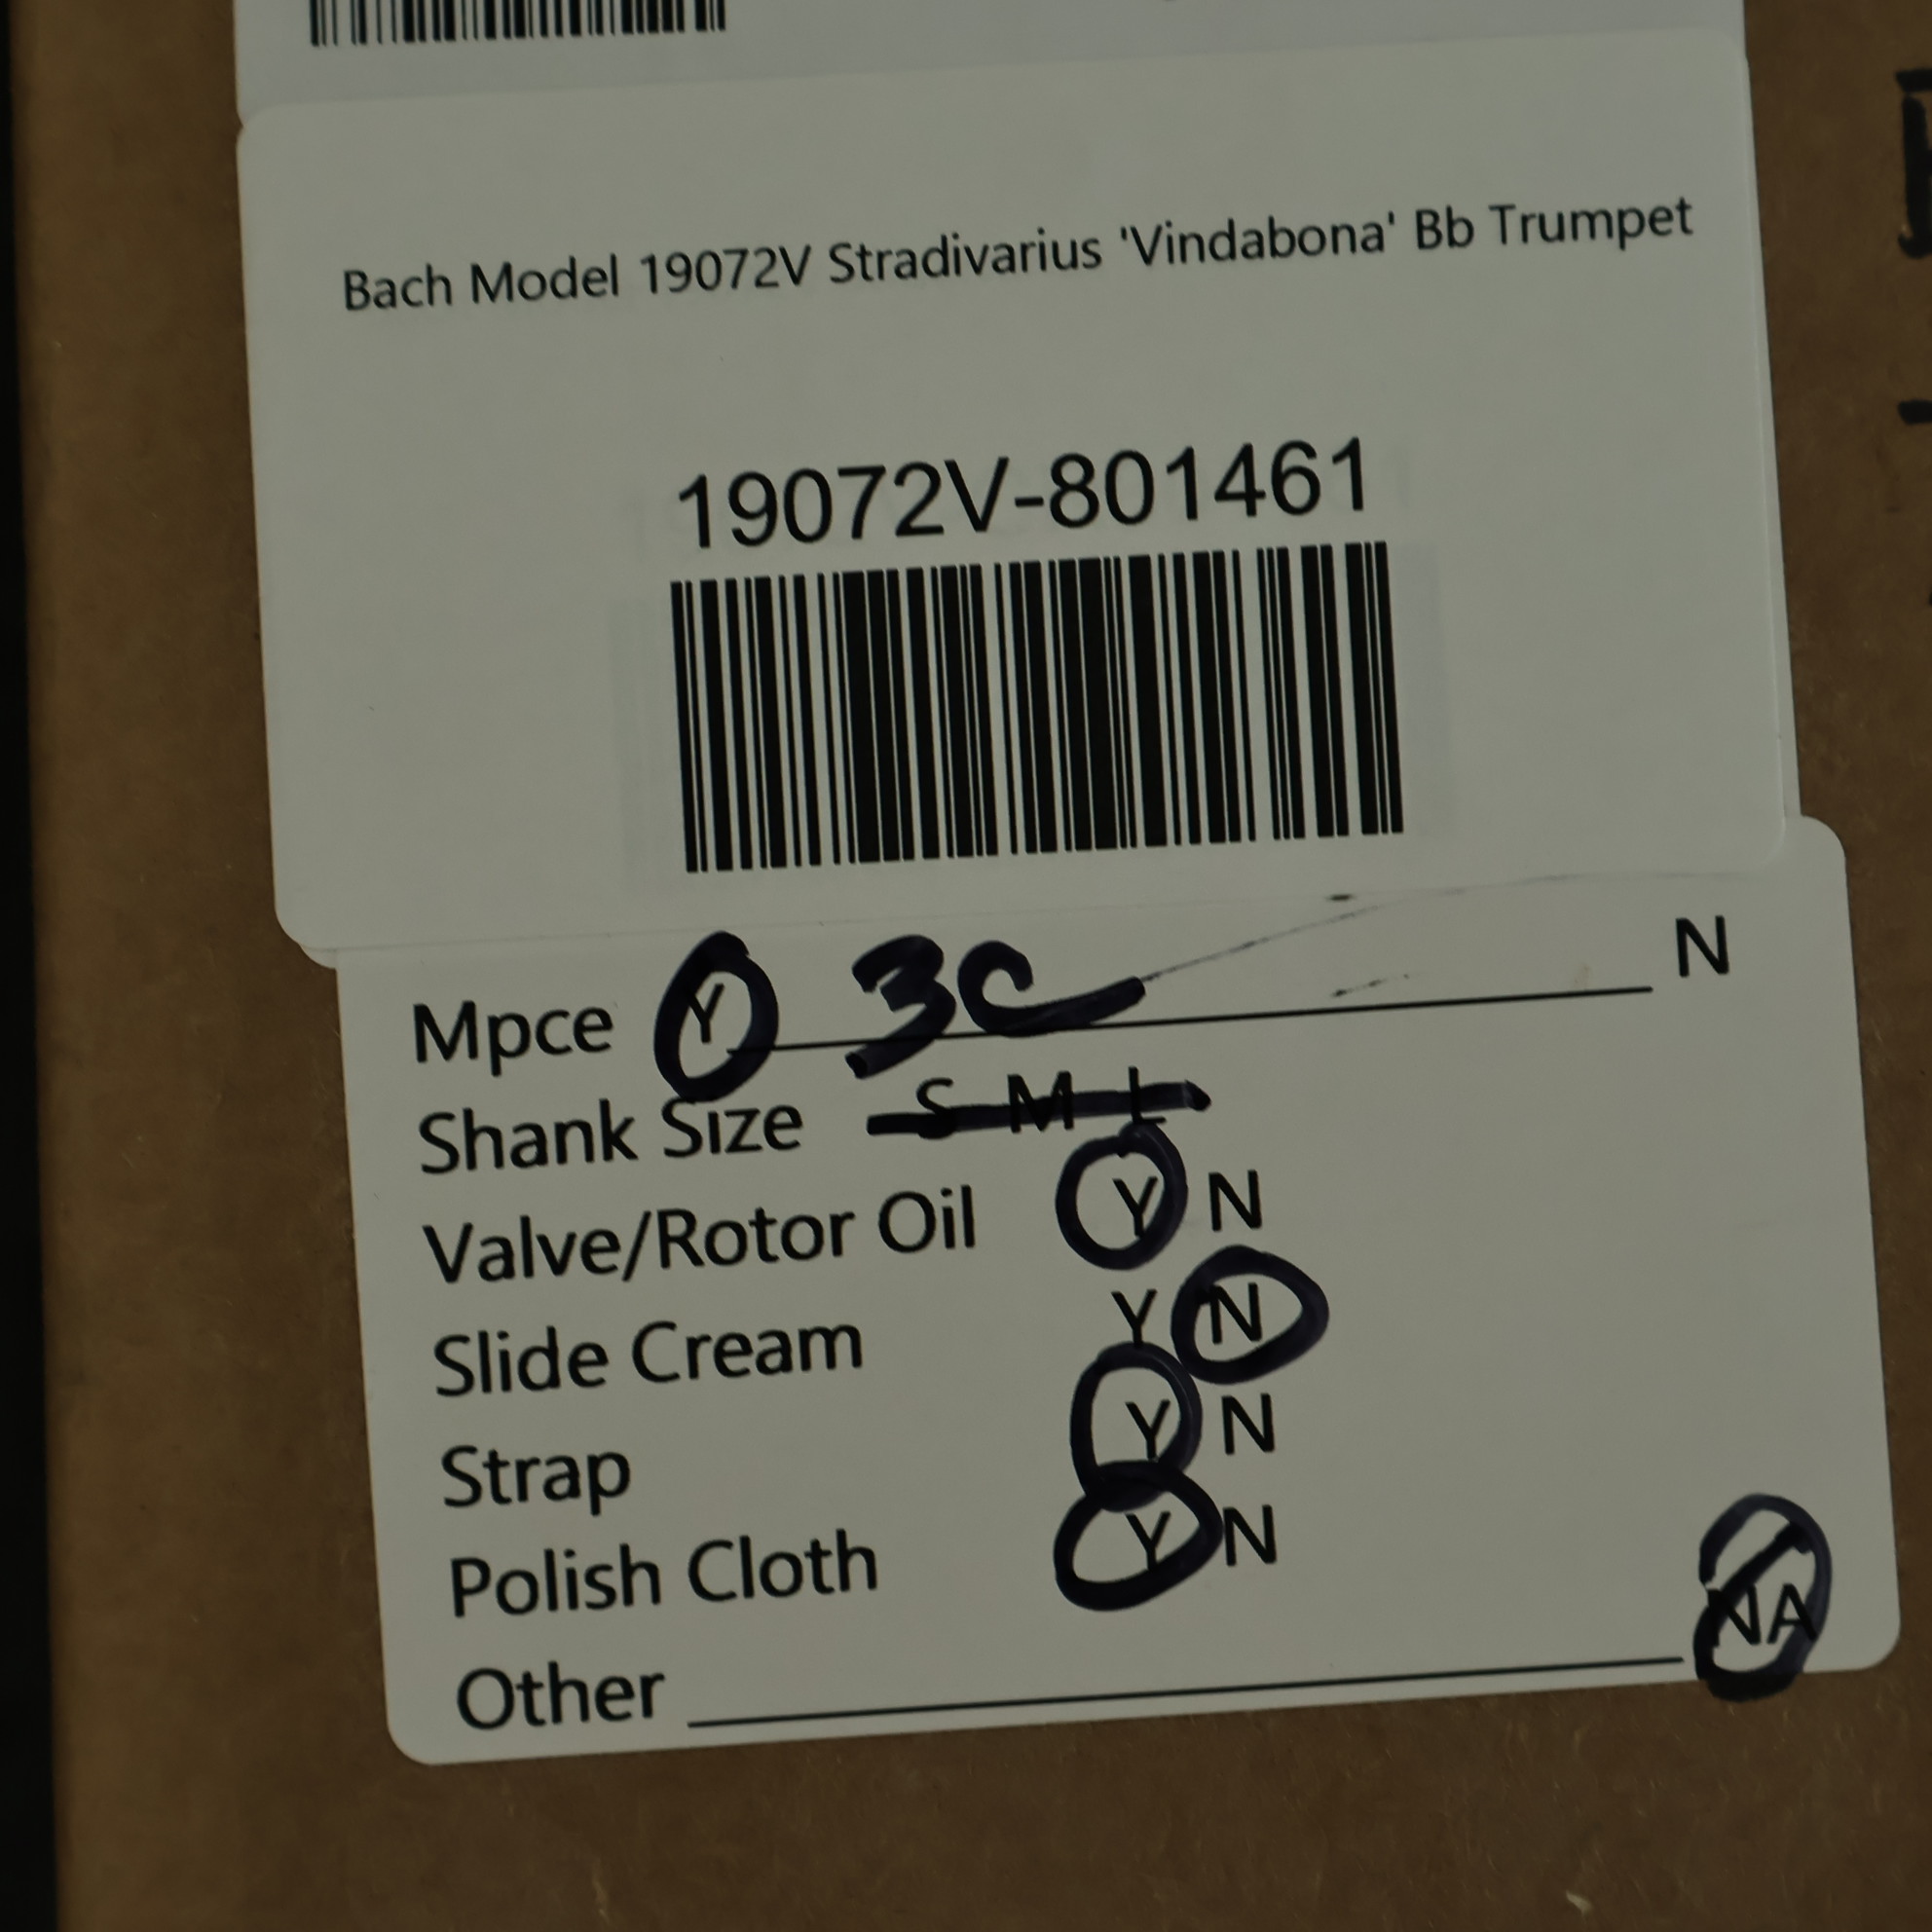 Bach Model 19072V Stradivarius 'Vindabona' Bb Trumpet
19072V-801461
Mpce Y 3C N
Shank Size S M L
Valve/Rotor Oil Y N
Slide Cream Y N
Strap Y N
Polish Cloth Y N
Other NA